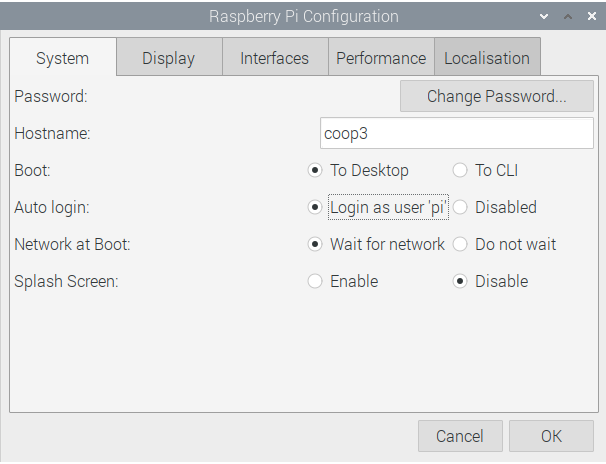 Raspberry Pi Configuration
System Display Interfaces Performance Localisation
Password: Change Password...
Hostname: coop3
Boot: To Desktop To CLI
Auto login: Login as user 'pi' Disabled
Network at Boot: Wait for network Do not wait
Splash Screen: Enable Disable
Cancel OK